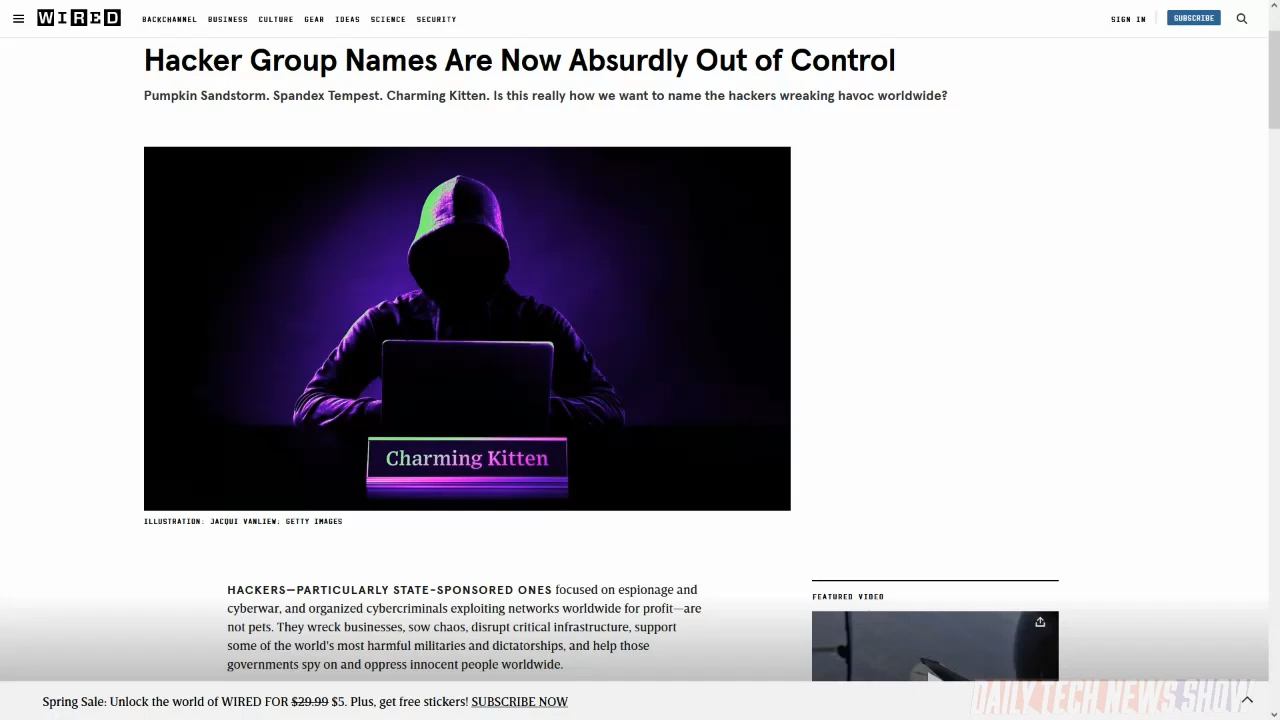 WIRED
BACKCHANNEL BUSINESS CULTURE GEAR IDEAS SCIENCE SECURITY
SIGN IN
SUBSCRIBE
Hacker Group Names Are Now Absurdly Out of Control
Pumpkin Sandstorm. Spandex Tempest. Charming Kitten. Is this really how we want to name the hackers wreaking havoc worldwide?
Charming Kitten
ILLUSTRATION: JACQUI VANLIEW; GETTY IMAGES
HACKERS—PARTICULARLY STATE-SPONSORED ONES focused on espionage and
cyberwar, and organized cybercriminals exploiting networks worldwide for profit—are
not pets. They wreck businesses, sow chaos, disrupt critical infrastructure, support
some of the world's most harmful militaries and dictatorships, and help those
governments spy on and oppress innocent people worldwide.
FEATURED VIDEO
Spring Sale: Unlock the world of WIRED FOR $29.99 $5. Plus, get free stickers! SUBSCRIBE NOW
DAILY TECH NEWS SHOW